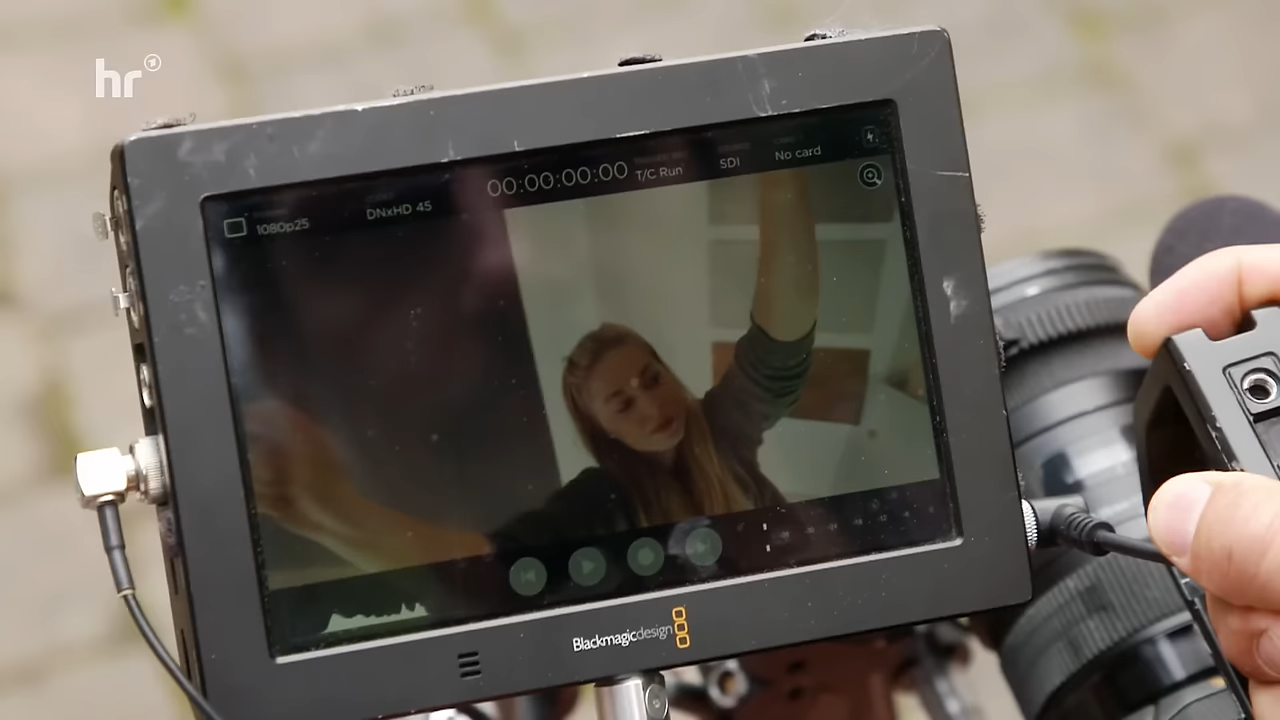 hr
00:00:00:00
T/C Run
SDI
No card
1080p25
DNxHD 45
Blackmagicdesign